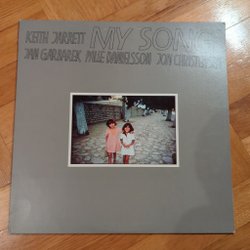 KEITH JARRETT MY SONG
JAN GARBAREK PALLE DANIELSSON JON CHRISTENSEN